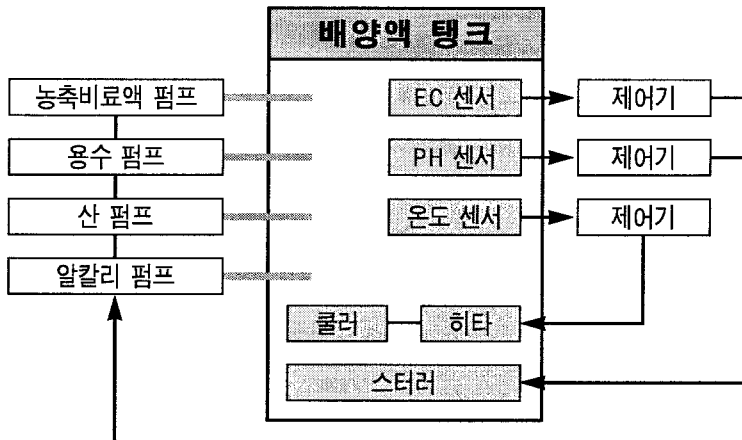 배양액 탱크
농축비료액 펌프
EC 센서
제어기
용수 펌프
PH 센서
제어기
산 펌프
온도 센서
제어기
알칼리 펌프
쿨러
히타
스터러